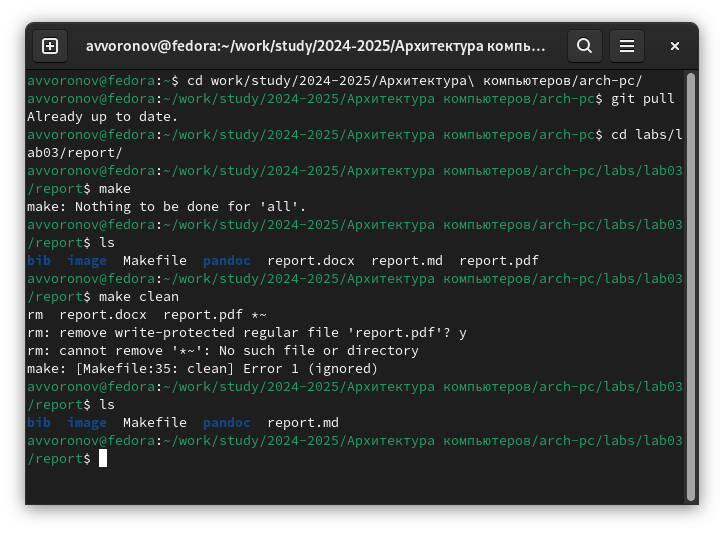 avvoronov@fedora:~/work/study/2024-2025/Архитектура компь...
avvoronov@fedora:~$ cd work/study/2024-2025/Архитектура\ компьютеров/arch-pc/
avvoronov@fedora:~/work/study/2024-2025/Архитектура компьютеров/arch-pc$ git pull
Already up to date.
avvoronov@fedora:~/work/study/2024-2025/Архитектура компьютеров/arch-pc$ cd labs/l
ab03/report/
avvoronov@fedora:~/work/study/2024-2025/Архитектура компьютеров/arch-pc/labs/lab03
/report$ make
make: Nothing to be done for 'all'.
avvoronov@fedora:~/work/study/2024-2025/Архитектура компьютеров/arch-pc/labs/lab03
/report$ ls
bib  image  Makefile  pandoc  report.docx  report.md  report.pdf
avvoronov@fedora:~/work/study/2024-2025/Архитектура компьютеров/arch-pc/labs/lab03
/report$ make clean
rm  report.docx  report.pdf *~
rm: remove write-protected regular file 'report.pdf'? y
rm: cannot remove '*~': No such file or directory
make: [Makefile:35: clean] Error 1 (ignored)
avvoronov@fedora:~/work/study/2024-2025/Архитектура компьютеров/arch-pc/labs/lab03
/report$ ls
bib  image  Makefile  pandoc  report.md
avvoronov@fedora:~/work/study/2024-2025/Архитектура компьютеров/arch-pc/labs/lab03
/report$